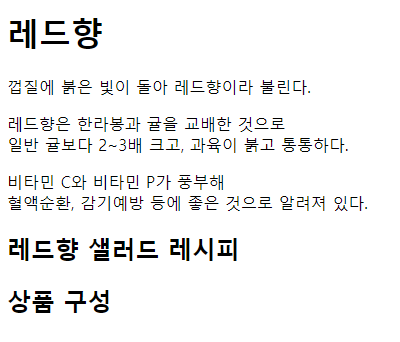 레드향
껍질에 붉은 빛이 돌아 레드향이라 불린다.
레드향은 한라봉과 귤을 교배한 것으로
일반 귤보다 2~3배 크고, 과육이 붉고 통통하다.
비타민 C와 비타민 P가 풍부해
혈액순환, 감기예방 등에 좋은 것으로 알려져 있다.
레드향 샐러드 레시피
상품 구성